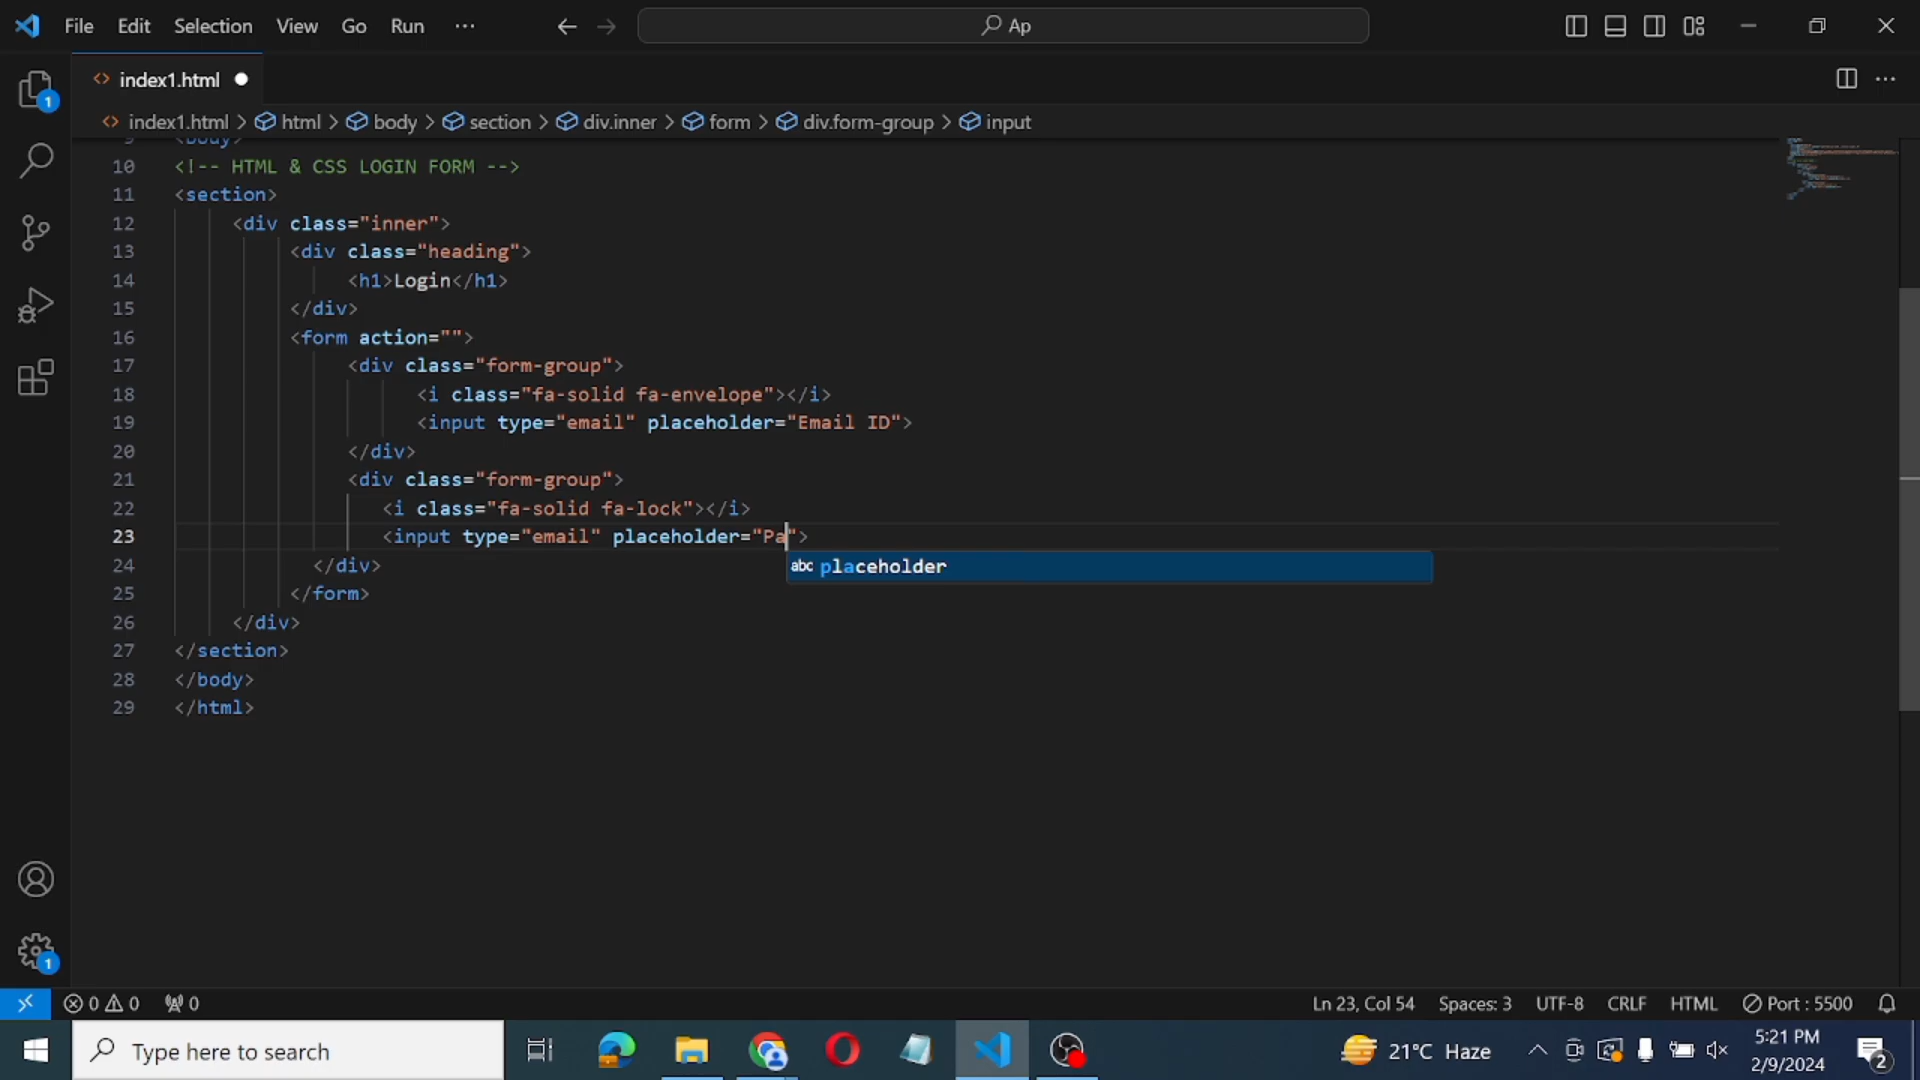 File Edit Selection View Go Run ··· Ap
index1.html
index1.html > html > body > section > div.inner > form > div.form-group > input
9 <body>
10 <!-- HTML & CSS LOGIN FORM -->
11 <section>
12 <div class="inner">
13 <div class="heading">
14 <h1>Login</h1>
15 </div>
16 <form action="">
17 <div class="form-group">
18 <i class="fa-solid fa-envelope"></i>
19 <input type="email" placeholder="Email ID">
20 </div>
21 <div class="form-group">
22 <i class="fa-solid fa-lock"></i>
23 <input type="email" placeholder="Pa">
abc placeholder
24 </div>
25 </form>
26 </div>
27 </section>
28 </body>
29 </html>
1
1
0 0 0 Ln 23, Col 54 Spaces: 3 UTF-8 CRLF HTML Port : 5500
Type here to search 21°C Haze 5:21 PM
2/9/2024 2